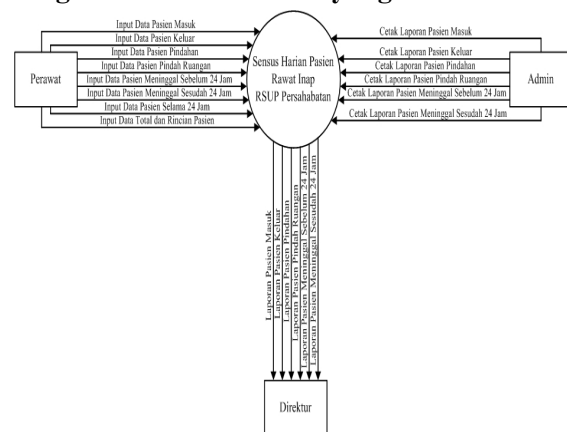 Perawat
Input Data Pasien Masuk
Input Data Pasien Keluar
Input Data Pasien Pindahan
Input Data Pasien Pindah Ruangan
Input Data Pasien Meninggal Sebelum 24 Jam
Input Data Pasien Meninggal Sesudah 24 Jam
Input Data Pasien Selama 24 Jam
Input Data Total dan Rincian Pasien
Sensus Harian Pasien
Rawat Inap
RSUP Persahabatan
Cetak Laporan Pasien Masuk
Cetak Laporan Pasien Keluar
Cetak Laporan Pasien Pindahan
Cetak Laporan Pasien Pindah Ruangan
Cetak Laporan Pasien Meninggal Sebelum 24 Jam
Cetak Laporan Pasien Meninggal Sesudah 24 Jam
Admin
Laporan Pasien Masuk
Laporan Pasien Keluar
Laporan Pasien Pindahan
Laporan Pasien Pindah Ruangan
Laporan Pasien Meninggal Sebelum 24 Jam
Laporan Pasien Meninggal Sesudah 24 Jam
Direktur